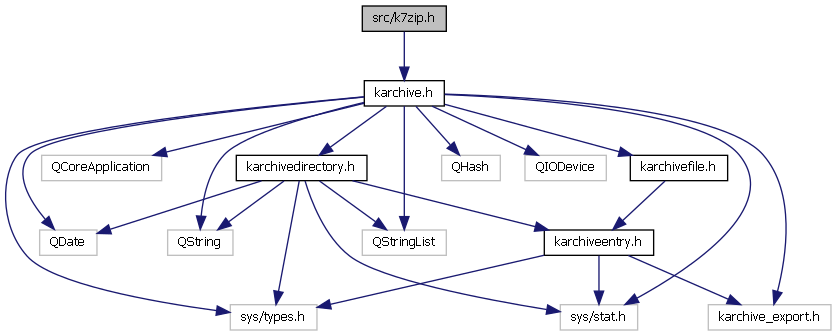 src/k7zip.h
karchive.h
QCoreApplication
karchivedirectory.h
QHash
QIODevice
karchivefile.h
QDate
QString
QStringList
karchiveentry.h
sys/types.h
sys/stat.h
karchive_export.h